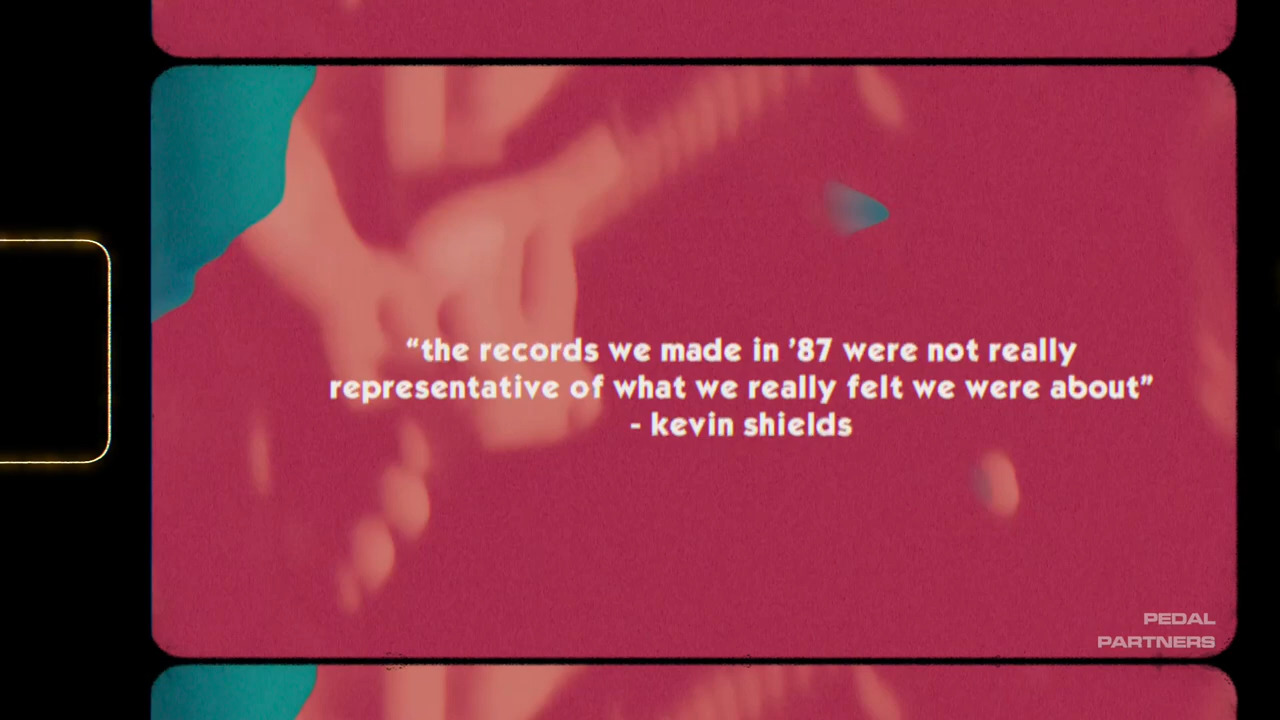 “the records we made in ’87 were not really
representative of what we really felt we were about”
- kevin shields
PEDAL
PARTNERS